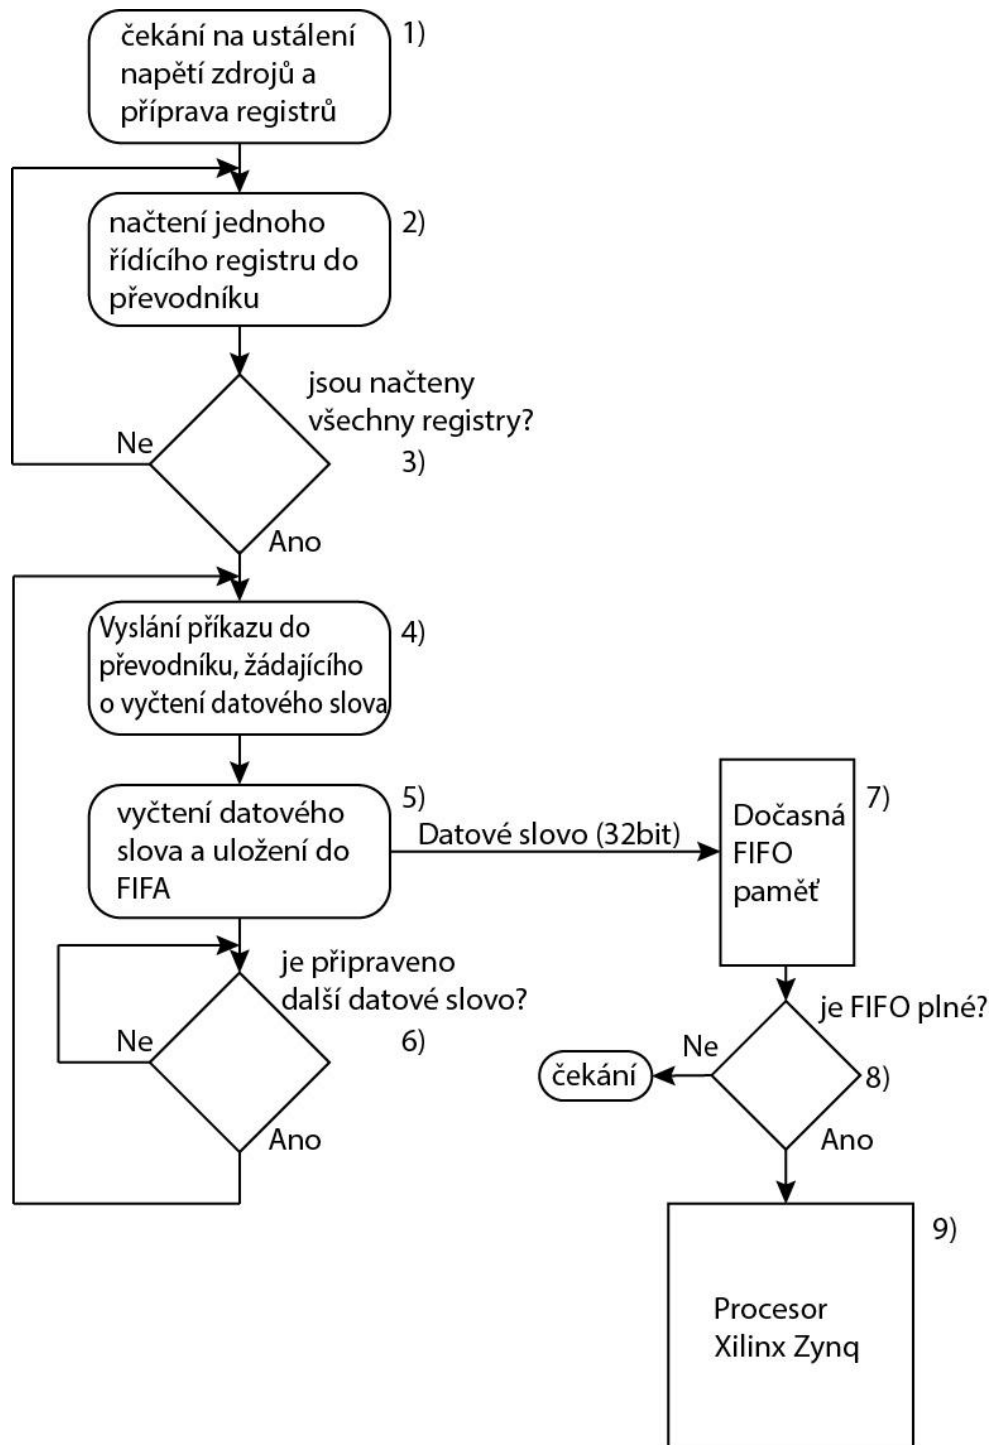 čekání na ustálení
napětí zdrojů a
příprava registrů
1)
načtení jednoho
řídícího registru do
převodníku
2)
jsou načteny
všechny registry?
3)
Ne
Ano
Vyslání příkazu do
převodníku, žádajícího
o vyčtení datového slova
4)
vyčtení datového
slova a uložení do
FIFA
5)
Datové slovo (32bit)
Dočasná
FIFO
paměť
7)
je připraveno
další datové slovo?
6)
Ne
Ano
je FIFO plné?
Ne
čekání
8)
Ano
9)
Procesor
Xilinx Zynq